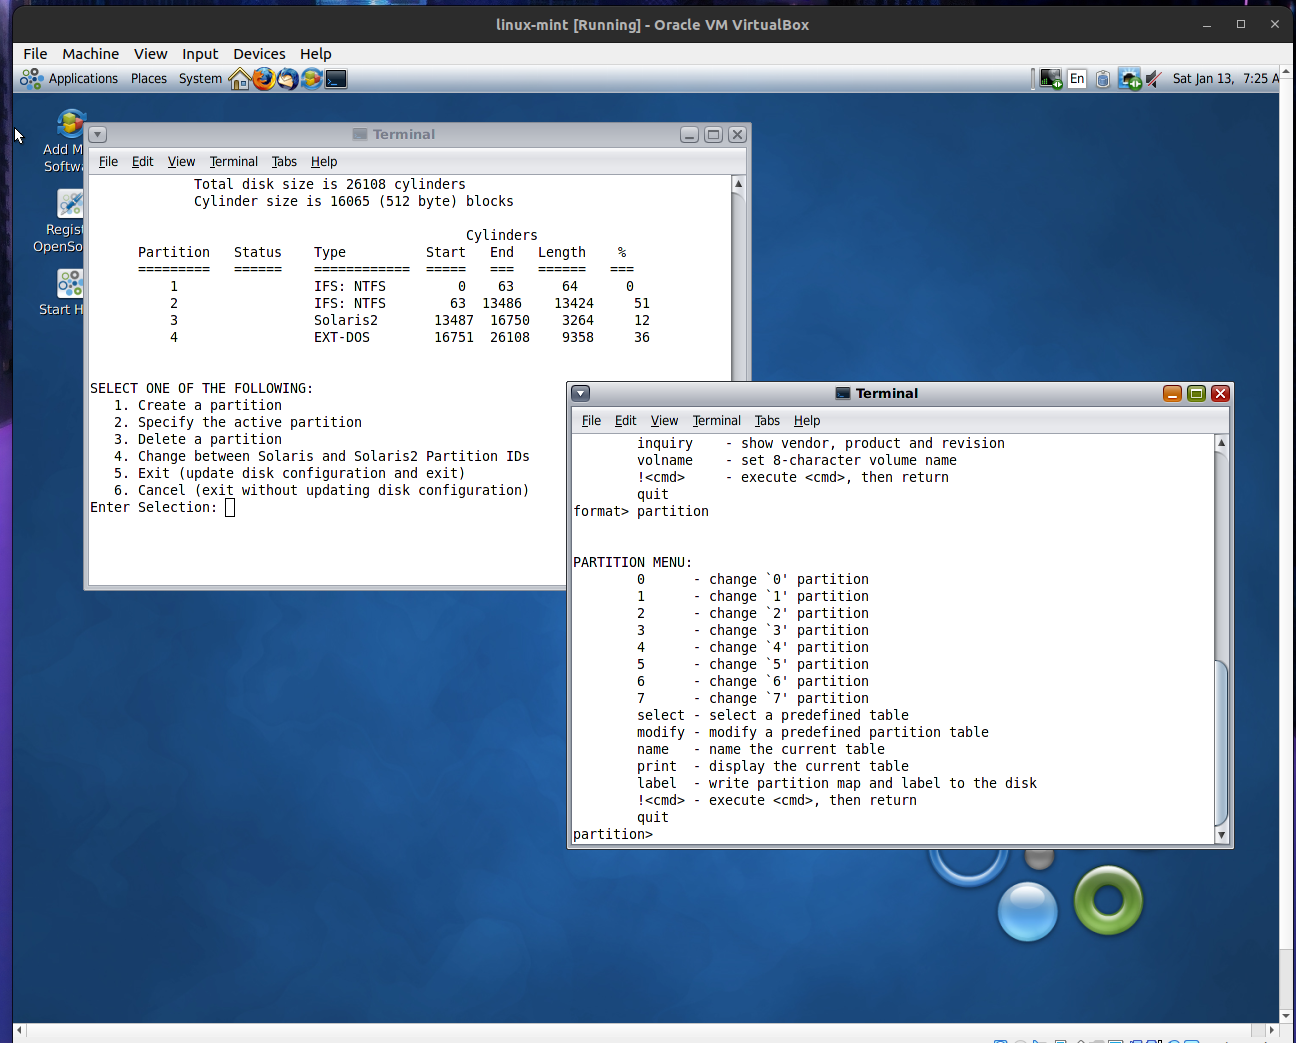 linux-mint [Running] - Oracle VM VirtualBox
File Machine View Input Devices Help
Applications Places System
En
Sat Jan 13, 7:25 A
Add M
Softwa
Regist
OpenSo
Start H
Terminal
File Edit View Terminal Tabs Help
Total disk size is 26108 cylinders
Cylinder size is 16065 (512 byte) blocks
Cylinders
Partition Status Type Start End Length %
========= ====== ============ ===== === ====== ===
1 IFS: NTFS 0 63 64 0
2 IFS: NTFS 63 13486 13424 51
3 Solaris2 13487 16750 3264 12
4 EXT-DOS 16751 26108 9358 36
SELECT ONE OF THE FOLLOWING:
1. Create a partition
2. Specify the active partition
3. Delete a partition
4. Change between Solaris and Solaris2 Partition IDs
5. Exit (update disk configuration and exit)
6. Cancel (exit without updating disk configuration)
Enter Selection:
Terminal
File Edit View Terminal Tabs Help
inquiry - show vendor, product and revision
volname - set 8-character volume name
!<cmd> - execute <cmd>, then return
quit
format> partition
PARTITION MENU:
0 - change `0' partition
1 - change `1' partition
2 - change `2' partition
3 - change `3' partition
4 - change `4' partition
5 - change `5' partition
6 - change `6' partition
7 - change `7' partition
select - select a predefined table
modify - modify a predefined partition table
name - name the current table
print - display the current table
label - write partition map and label to the disk
!<cmd> - execute <cmd>, then return
quit
partition>